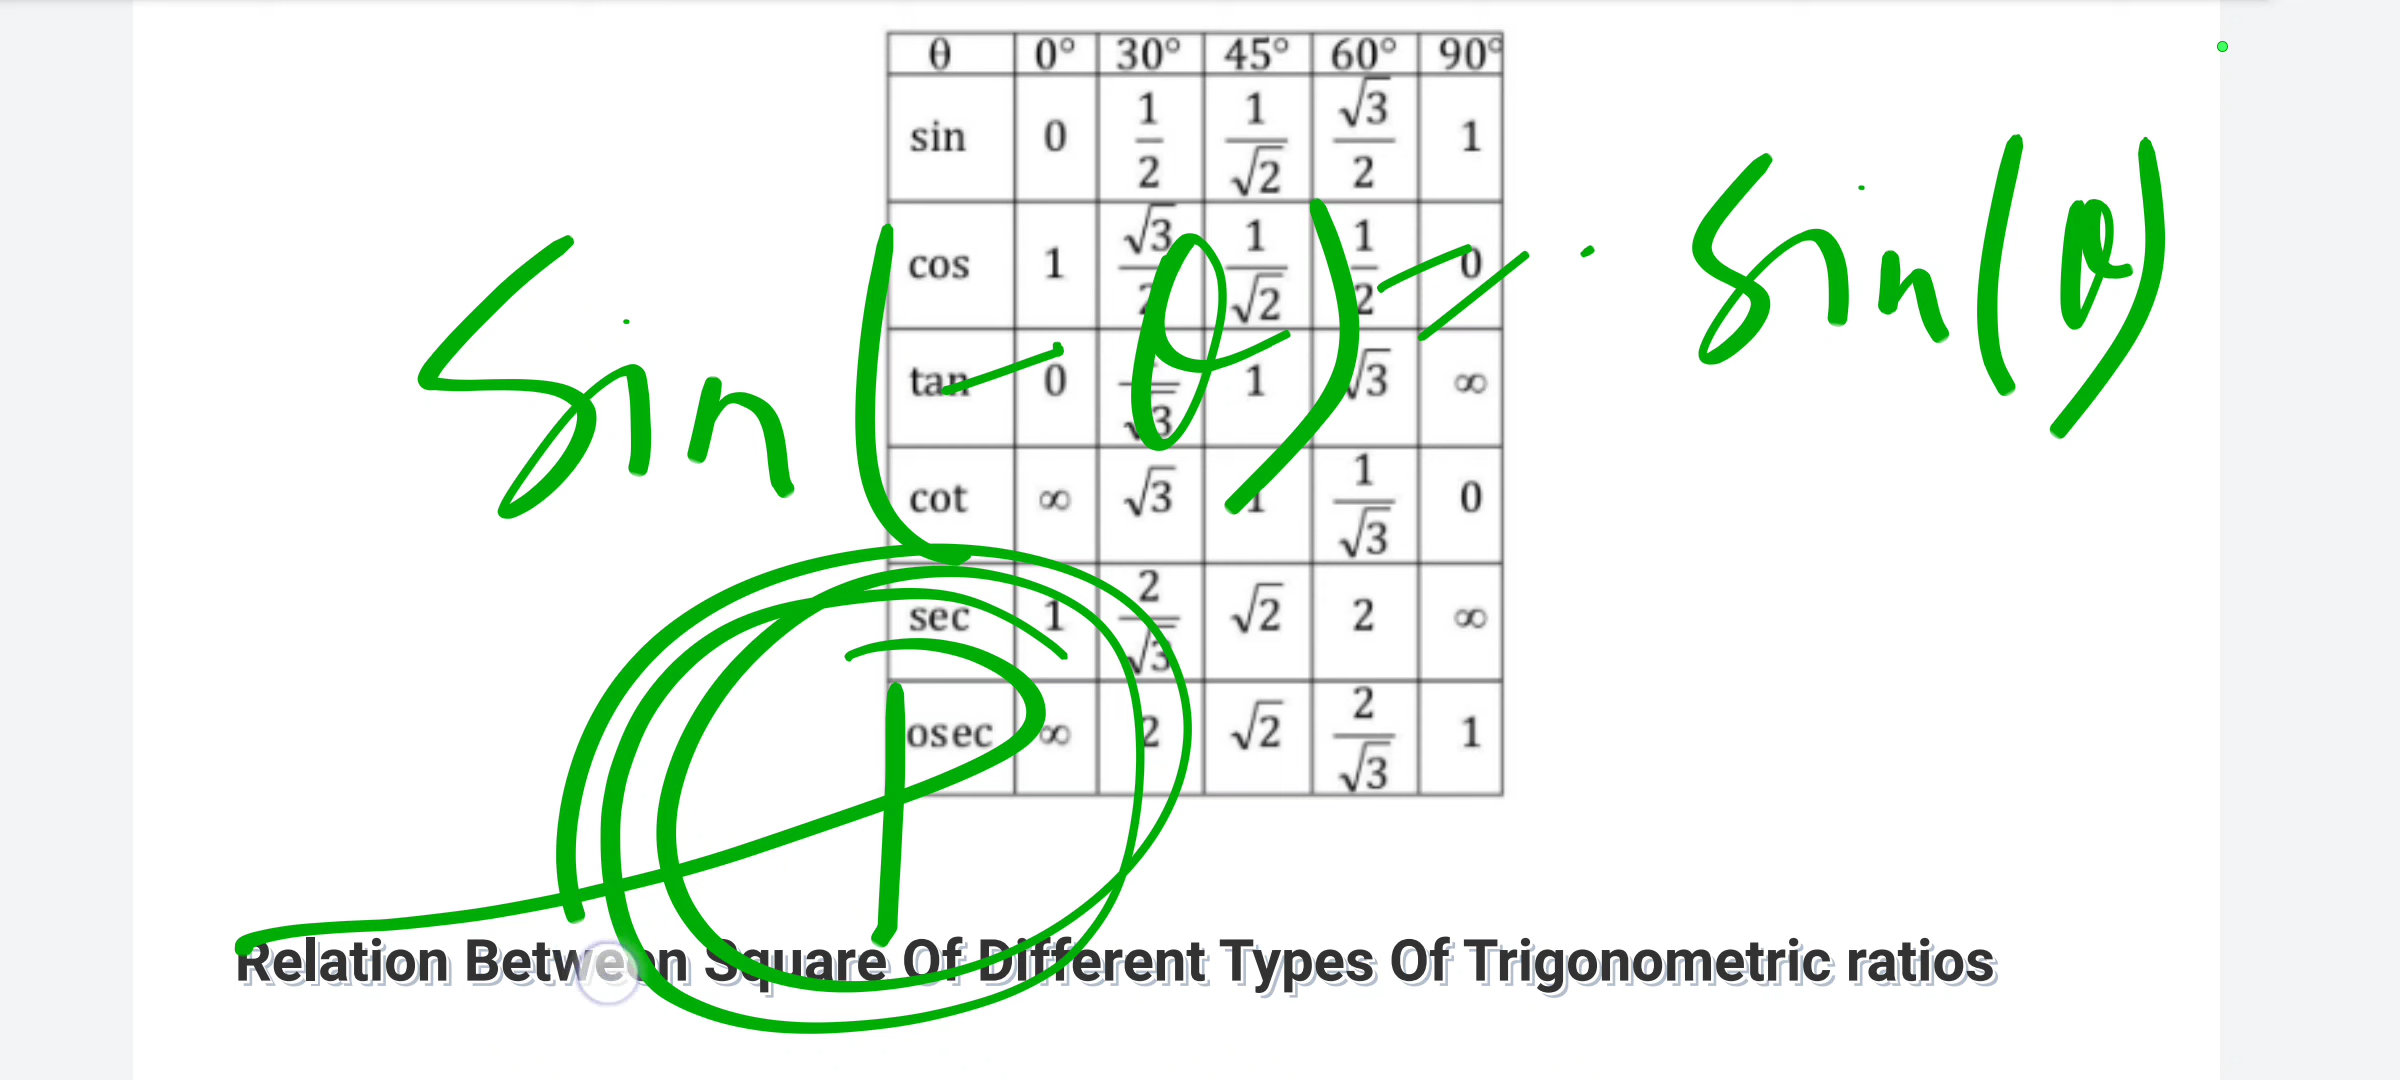 θ 0° 30° 45° 60° 90°
sin 0 1/2 1/√2 √3/2 1
cos 1 √3/2 1/√2 1/2 0
tan 0 /√3 1 √3 ∞
cot ∞ √3 1 1/√3 0
sec 1 2/√3 √2 2 ∞
osec ∞ 2 √2 2/√3 1
Sin(-θ) = Sin(θ)
P
Relation Between Square Of Different Types Of Trigonometric ratios